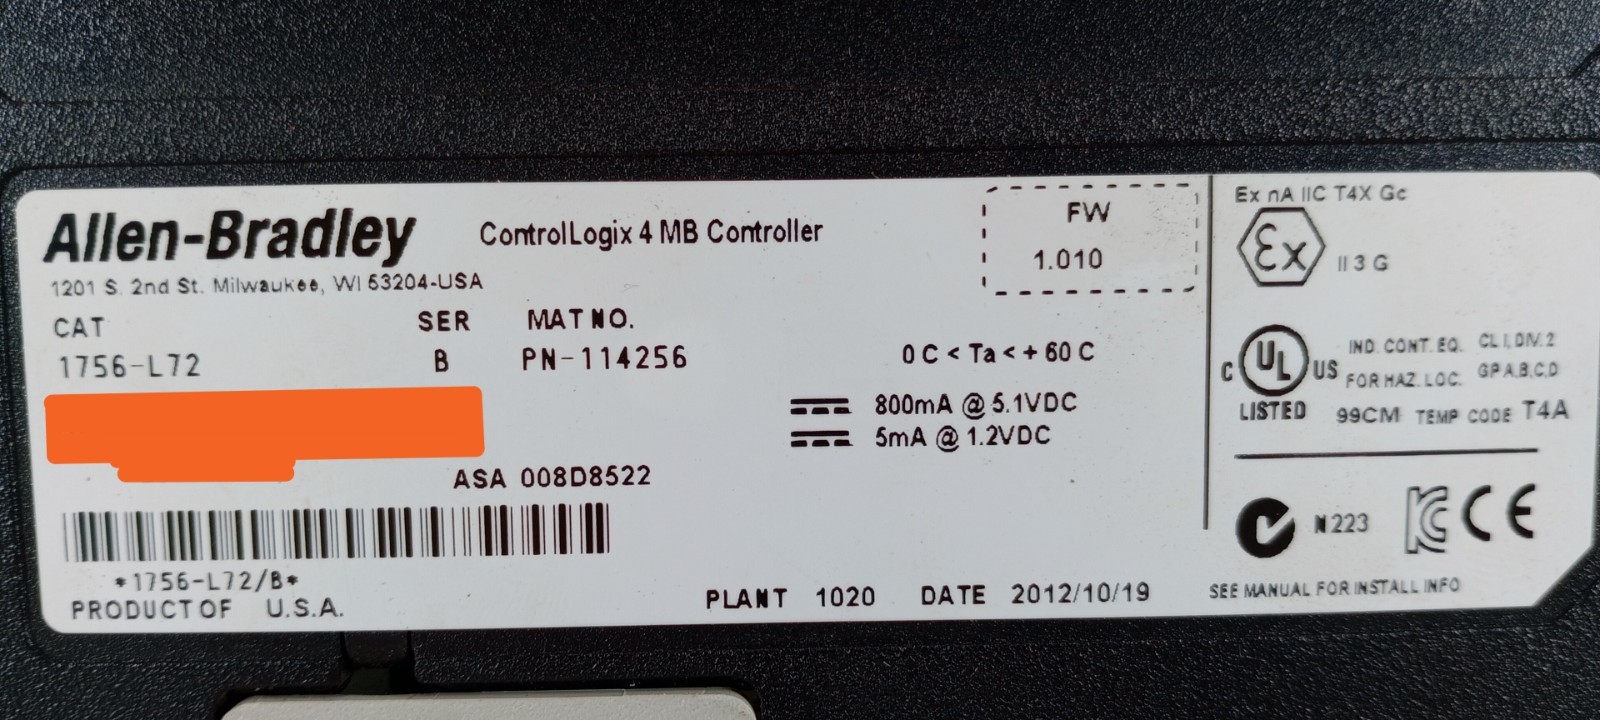 Allen-Bradley
1201 S. 2nd St. Milwaukee, WI 53204-USA
ControlLogix 4 MB Controller
FW
1.010
CAT SER MAT NO.
1756-L72 B PN-114256
0 C < Ta < + 60 C
800mA @ 5.1VDC
5mA @ 1.2VDC
ASA 008D8522
*1756-L72/B*
PRODUCT OF U.S.A.
PLANT 1020 DATE 2012/10/19
Ex nA IIC T4X Gc
Ex II 3 G
C UL US
LISTED
IND. CONT. EQ. CL I, DIV. 2
FOR HAZ. LOC. GP A,B,C,D
99CM TEMP CODE T4A
N223
KC CE
SEE MANUAL FOR INSTALL INFO